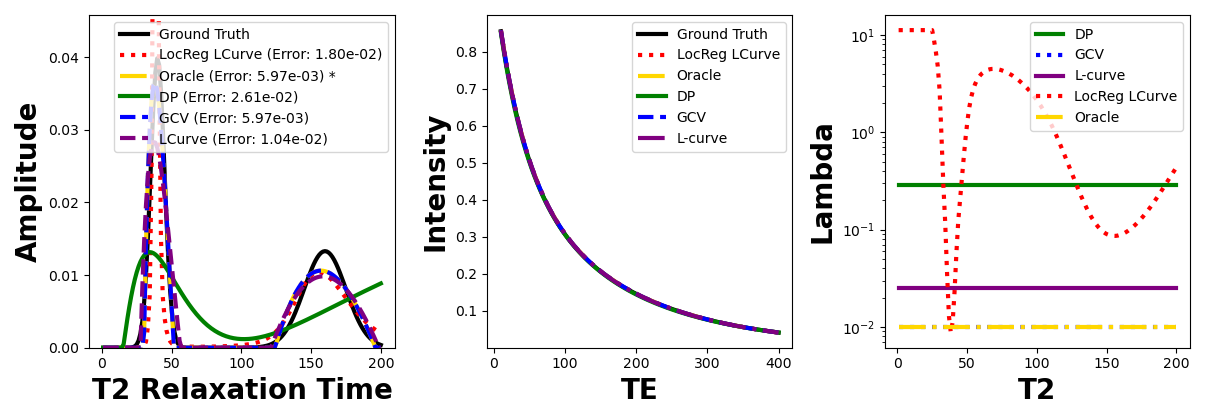 Amplitude
0.04
0.03
0.02
0.01
0.00
Ground Truth
LocReg LCurve (Error: 1.80e-02)
Oracle (Error: 5.97e-03) *
DP (Error: 2.61e-02)
GCV (Error: 5.97e-03)
LCurve (Error: 1.04e-02)
0 50 100 150 200
T2 Relaxation Time
Intensity
0.8
0.7
0.6
0.5
0.4
0.3
0.2
0.1
Ground Truth
LocReg LCurve
Oracle
DP
GCV
L-curve
0 100 200 300 400
TE
Lambda
10¹
10⁰
10⁻¹
10⁻²
DP
GCV
L-curve
LocReg LCurve
Oracle
0 50 100 150 200
T2